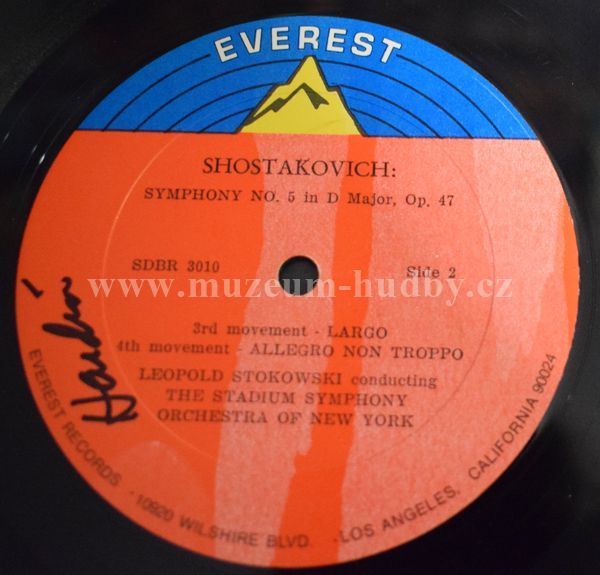 EVEREST
SHOSTAKOVICH:
SYMPHONY NO. 5 in D Major, Op. 47
SDBR 3010 Side 2
www.muzeum-hudby.cz
3rd movement - LARGO
4th movement - ALLEGRO NON TROPPO
LEOPOLD STOKOWSKI conducting
THE STADIUM SYMPHONY
ORCHESTRA OF NEW YORK
EVEREST RECORDS · 10920 WILSHIRE BLVD. · LOS ANGELES, CALIFORNIA 90024